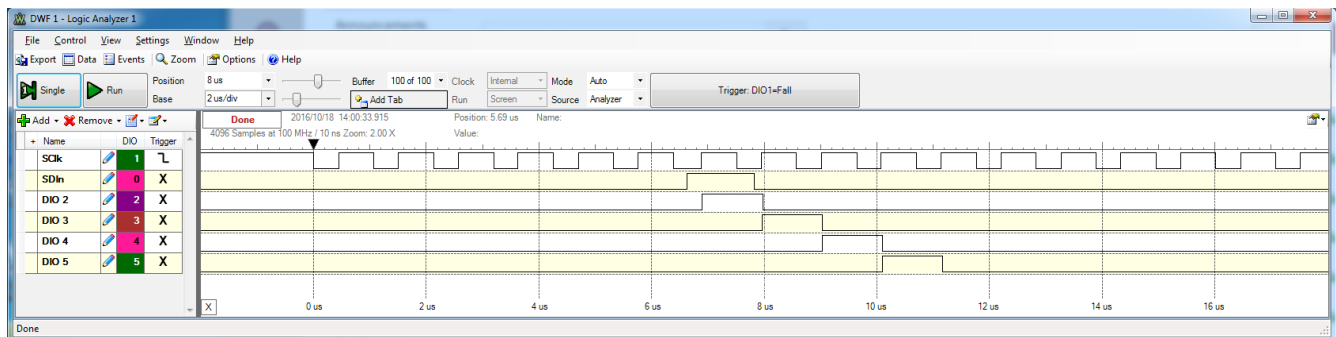 DWF 1 - Logic Analyzer 1
File Control View Settings Window Help
Export Data Events Zoom Options Help
Single Run Position 8 us Buffer 100 of 100 Clock Internal Mode Auto Trigger: DIO1=Fall
Base 2 us/div Add Tab Run Screen Source Analyzer
Add Remove Done 2016/10/18 14:00:33.915 Position: 5.69 us Name:
4096 Samples at 100 MHz / 10 ns Zoom: 2.00 X Value:
+ Name DIO Trigger
SClk 1
SDIn 0 X
DIO 2 2 X
DIO 3 3 X
DIO 4 4 X
DIO 5 5 X
X 0 us 2 us 4 us 6 us 8 us 10 us 12 us 14 us 16 us
Done